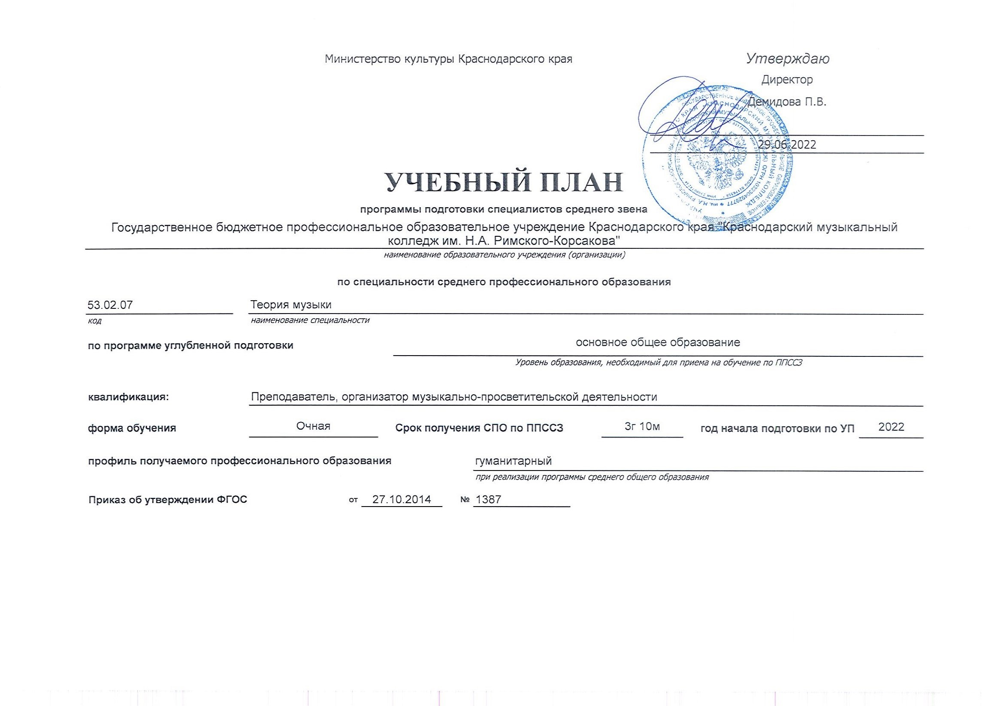 Министерство культуры Краснодарского края
Утверждаю
Директор
Демидова П.В.
29.06.2022
УЧЕБНЫЙ ПЛАН
программы подготовки специалистов среднего звена
Государственное бюджетное профессиональное образовательное учреждение Краснодарского края "Краснодарский музыкальный
колледж им. Н.А. Римского-Корсакова"
наименование образовательного учреждения (организации)
по специальности среднего профессионального образования
53.02.07 Теория музыки
код наименование специальности
по программе углубленной подготовки основное общее образование
Уровень образования, необходимый для приема на обучение по ППССЗ
квалификация: Преподаватель, организатор музыкально-просветительской деятельности
форма обучения Очная Срок получения СПО по ППССЗ 3г 10м год начала подготовки по УП 2022
профиль получаемого профессионального образования гуманитарный
при реализации программы среднего общего образования
Приказ об утверждении ФГОС от 27.10.2014 № 1387